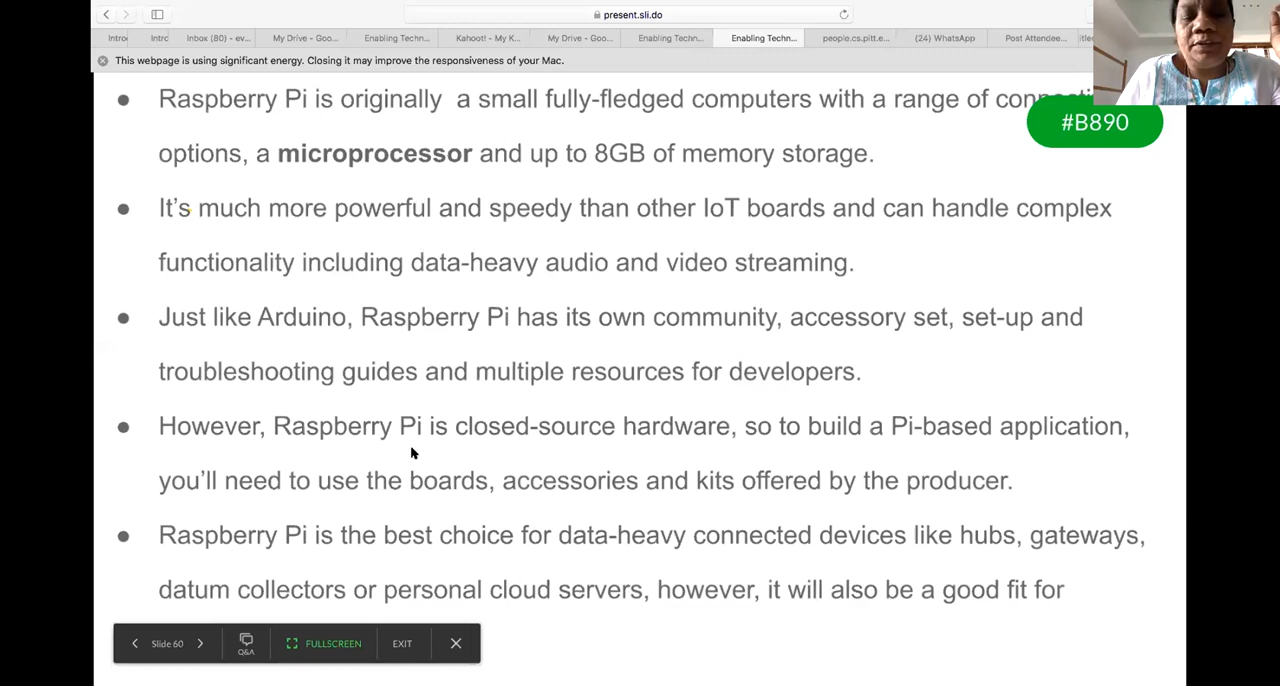 present.sli.do
Intro Intro Inbox (80) - ev... My Drive - Goo... Enabling Techn... Kahoot! - My K... My Drive - Goo... Enabling Techn... Enabling Techn... people.cs.pitt.e... (24) WhatsApp Post Attendee...
This webpage is using significant energy. Closing it may improve the responsiveness of your Mac.
#B890
● Raspberry Pi is originally a small fully-fledged computers with a range of
options, a microprocessor and up to 8GB of memory storage.
● It's much more powerful and speedy than other IoT boards and can handle complex
functionality including data-heavy audio and video streaming.
● Just like Arduino, Raspberry Pi has its own community, accessory set, set-up and
troubleshooting guides and multiple resources for developers.
● However, Raspberry Pi is closed-source hardware, so to build a Pi-based application,
you'll need to use the boards, accessories and kits offered by the producer.
● Raspberry Pi is the best choice for data-heavy connected devices like hubs, gateways,
datum collectors or personal cloud servers, however, it will also be a good fit for
Slide 60 Q&A FULLSCREEN EXIT